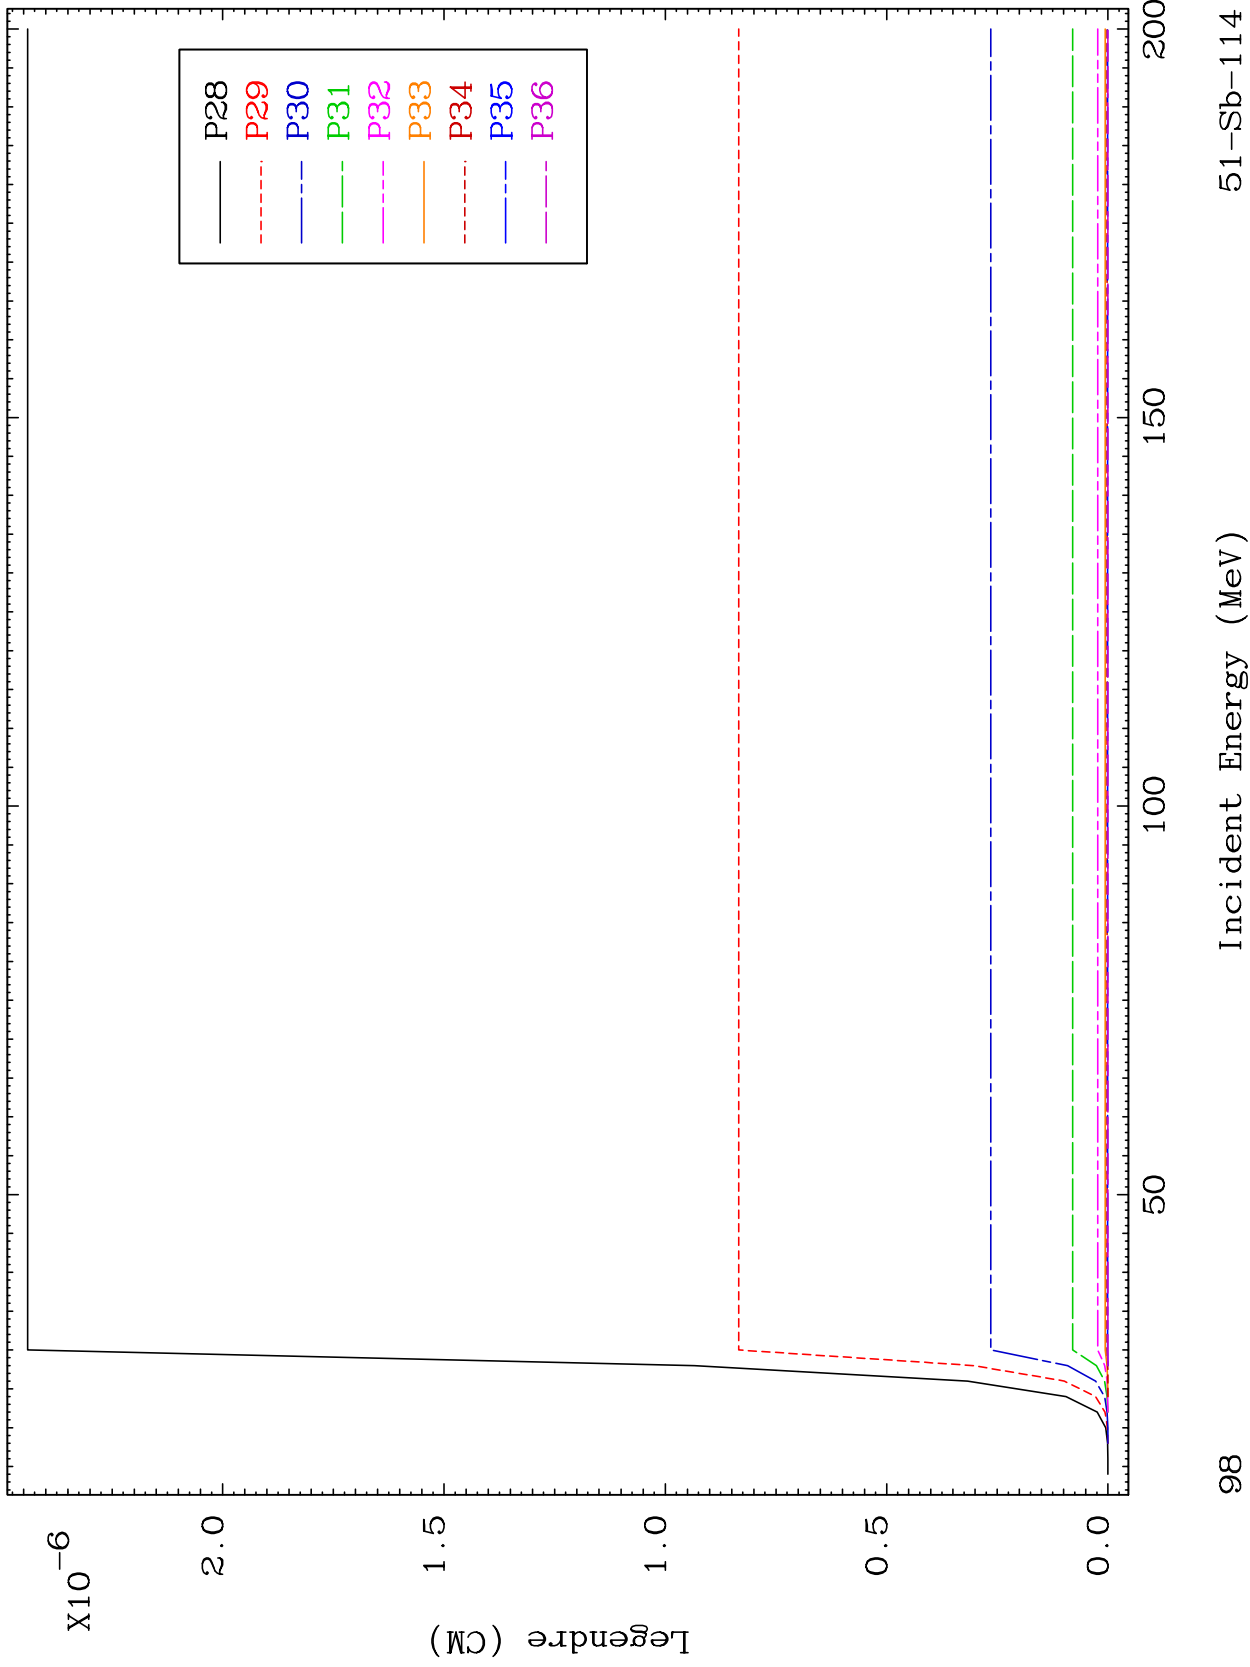 X10-6
Legendre (CM)
2.0
1.5
1.0
0.5
0.0
50
100
150
200
P28
P29
P30
P31
P32
P33
P34
P35
P36
Incident Energy (MeV)
98
51-Sb-114